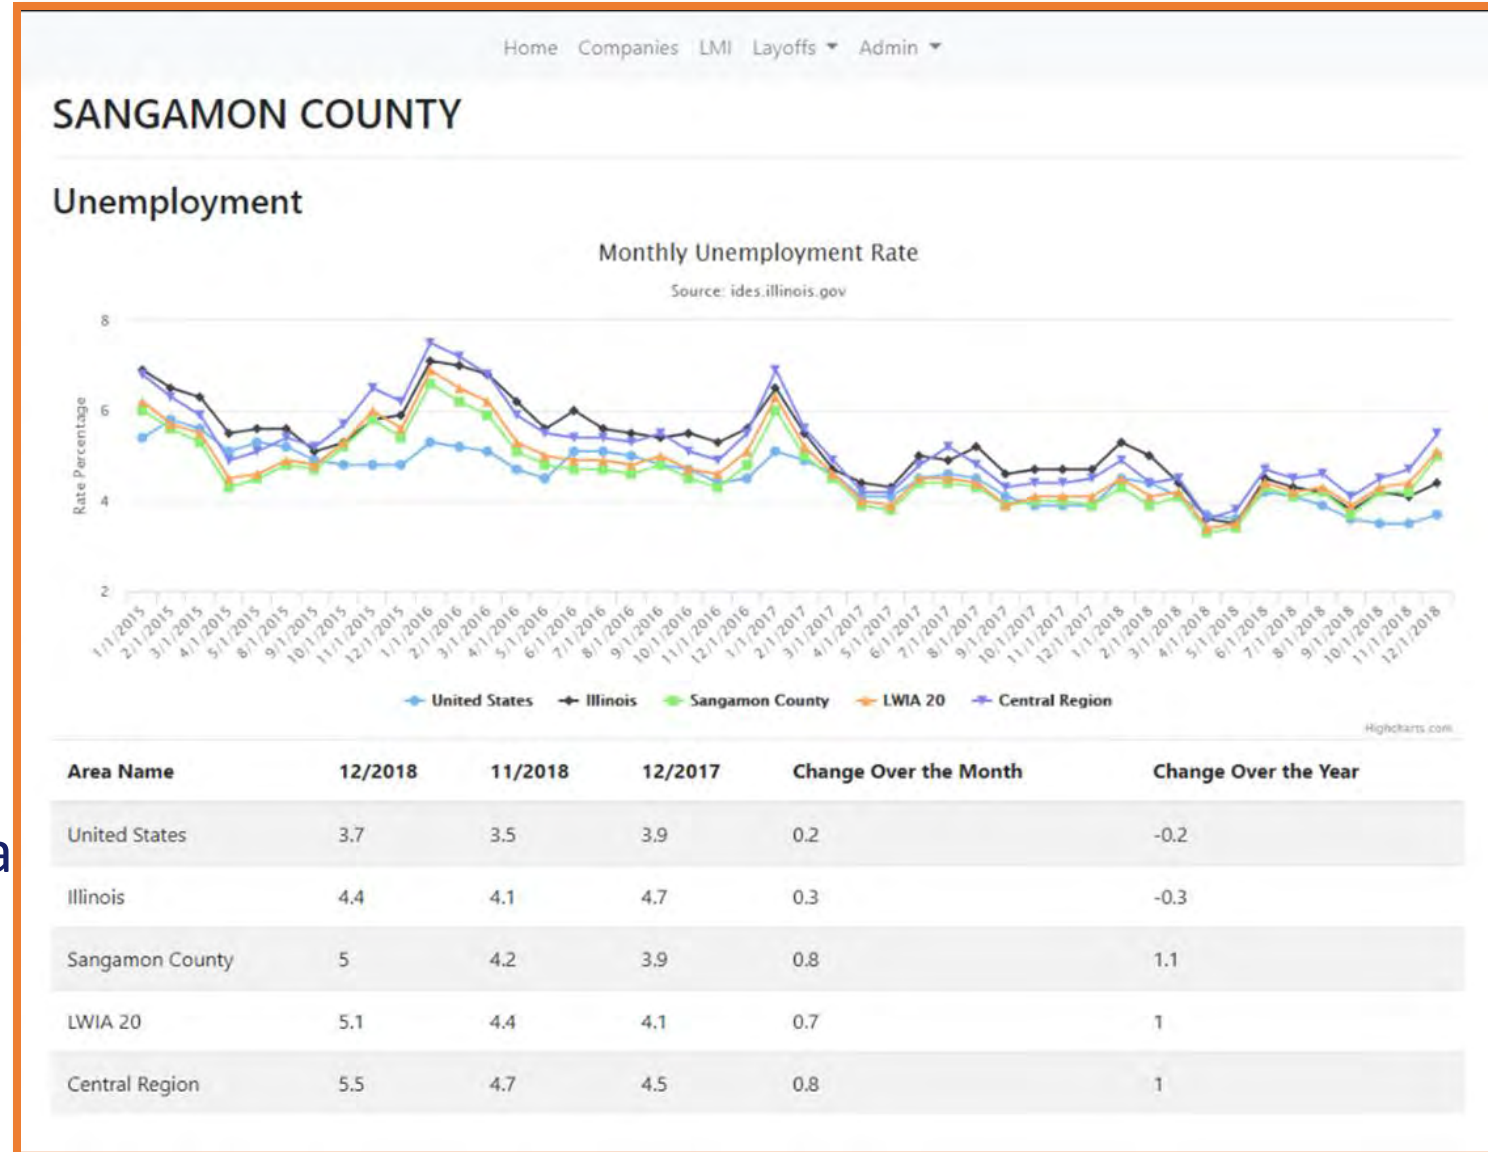 Home Companies LMI Layoffs Admin
SANGAMON COUNTY
Unemployment
Monthly Unemployment Rate
Source: ides.illinois.gov
Rate Percentage
8
6
4
2
1/1/2015 2/1/2015 3/1/2015 4/1/2015 5/1/2015 8/1/2015 9/1/2015 10/1/2015 11/1/2015 12/1/2015 1/1/2016 2/1/2016 3/1/2016 4/1/2016 5/1/2016 6/1/2016 7/1/2016 8/1/2016 9/1/2016 10/1/2016 11/1/2016 12/1/2016 1/1/2017 2/1/2017 3/1/2017 4/1/2017 5/1/2017 6/1/2017 7/1/2017 8/1/2017 9/1/2017 10/1/2017 11/1/2017 12/1/2017 1/1/2018 2/1/2018 3/1/2018 4/1/2018 5/1/2018 6/1/2018 7/1/2018 8/1/2018 9/1/2018 10/1/2018 11/1/2018 12/1/2018
United States Illinois Sangamon County LWIA 20 Central Region
Highcharts.com
Area Name 12/2018 11/2018 12/2017 Change Over the Month Change Over the Year
United States 3.7 3.5 3.9 0.2 -0.2
a
Illinois 4.4 4.1 4.7 0.3 -0.3
Sangamon County 5 4.2 3.9 0.8 1.1
LWIA 20 5.1 4.4 4.1 0.7 1
Central Region 5.5 4.7 4.5 0.8 1